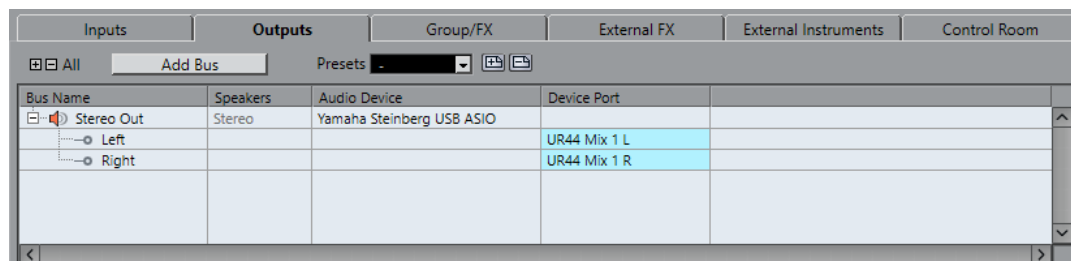 Inputs Outputs Group/FX External FX External Instruments Control Room
All Add Bus Presets -
Bus Name Speakers Audio Device Device Port
Stereo Out Stereo Yamaha Steinberg USB ASIO
Left UR44 Mix 1 L
Right UR44 Mix 1 R